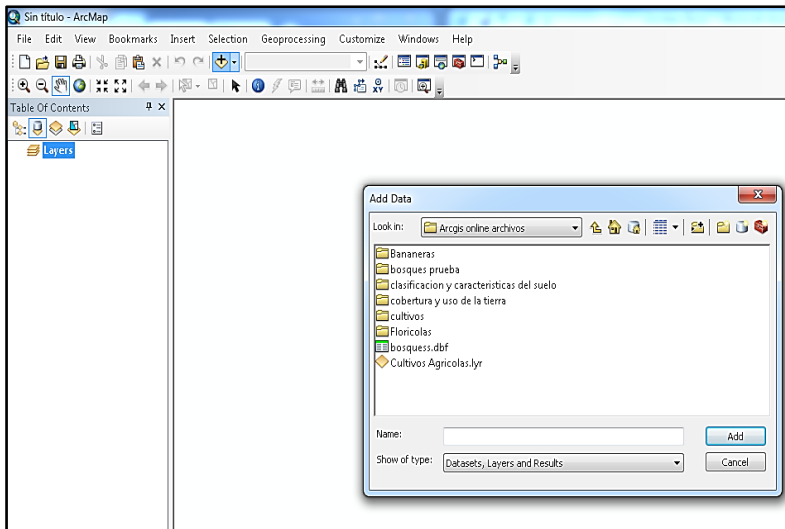 Sin título - ArcMap
File Edit View Bookmarks Insert Selection Geoprocessing Customize Windows Help
Table Of Contents
Layers
Add Data
Look in: Arcgis online archivos
Bananeras
bosques prueba
clasificacion y caracteristicas del suelo
cobertura y uso de la tierra
cultivos
Floricolas
bosquess.dbf
Cultivos Agricolas.lyr
Name:
Add
Show of type: Datasets, Layers and Results
Cancel